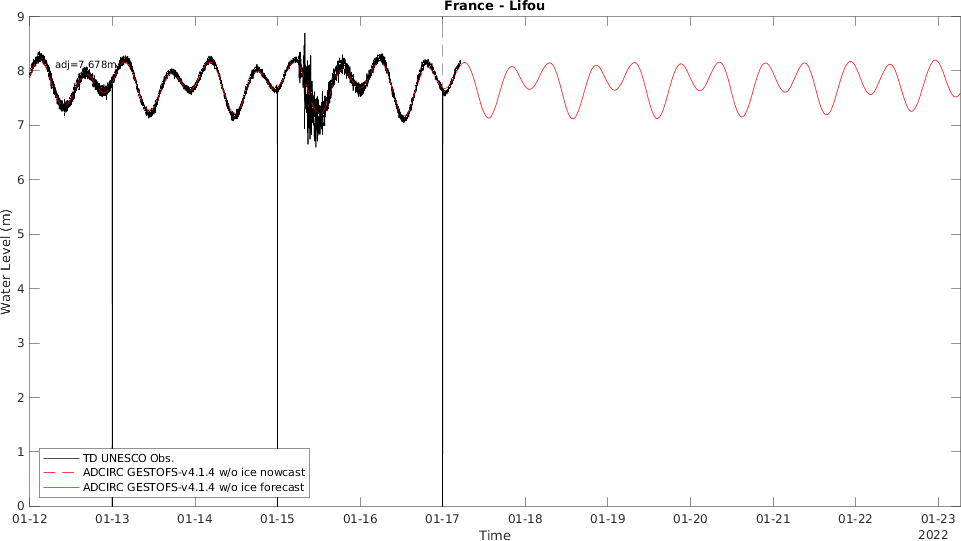 France - Lifou
9
8
7
6
5
4
3
2
1
0
Water Level (m)
adj=7.678m
TD UNESCO Obs.
ADCIRC GESTOFS-v4.1.4 w/o ice nowcast
ADCIRC GESTOFS-v4.1.4 w/o ice forecast
01-12 01-13 01-14 01-15 01-16 01-17 01-18 01-19 01-20 01-21 01-22 01-23
Time
2022